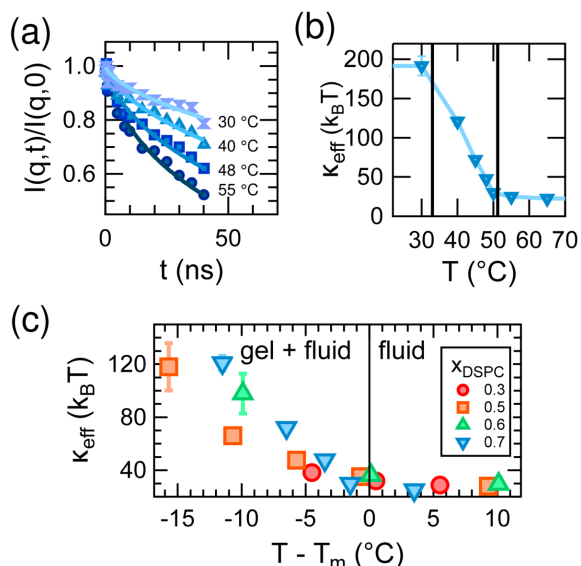 (a)
I(q,t)/I(q,0)
1.0
0.8
0.6
30 °C
40 °C
48 °C
55 °C
0
50
t (ns)
(b)
κeff (kBT)
200
150
100
50
0
30
40
50
60
70
T (°C)
(c)
κeff (kBT)
120
80
40
gel + fluid
fluid
xDSPC
0.3
0.5
0.6
0.7
-15
-10
-5
0
5
10
T - Tm (°C)